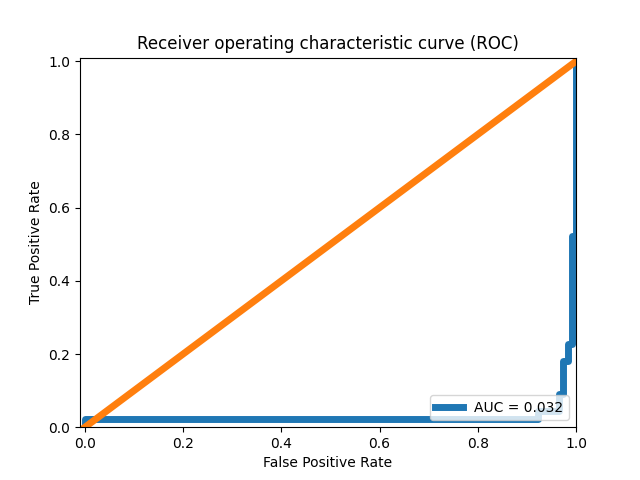 Receiver operating characteristic curve (ROC)
True Positive Rate
1.0
0.8
0.6
0.4
0.2
0.0
AUC = 0.032
0.0 0.2 0.4 0.6 0.8 1.0
False Positive Rate